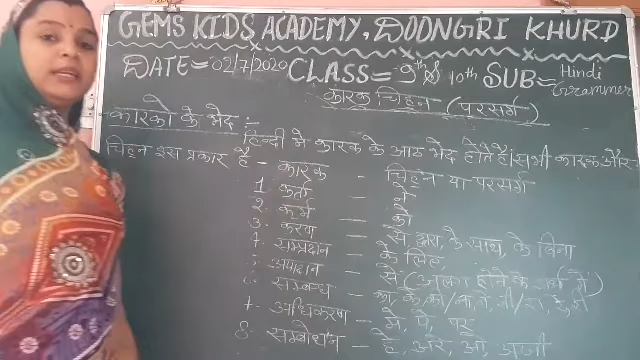 GEMS KIDS ACADEMY, DOONGRI KHURD
DATE=02/7/2020 CLASS= 9th & 10th SUB= Hindi Grammer
कारक चिह्न (परसर्ग)
कारको के भेद :-
हिन्दी मे कारक के आठ भेद होते हैं। सभी कारक और
चिह्न इस प्रकार है - कारक - चिह्न या परसर्ग
1 कर्ता - ने
2. कर्म - को
3. करण - से, द्वारा, के साथ, के बिना
4. सम्प्रदान - के लिए,
अपादान - से (अलग होने के अर्थ में)
सम्बन्ध - का, के, की/
7. अधिकरण - मे, पे, पर
8. सम्बोधन - हे, अरे, ओ, अजी